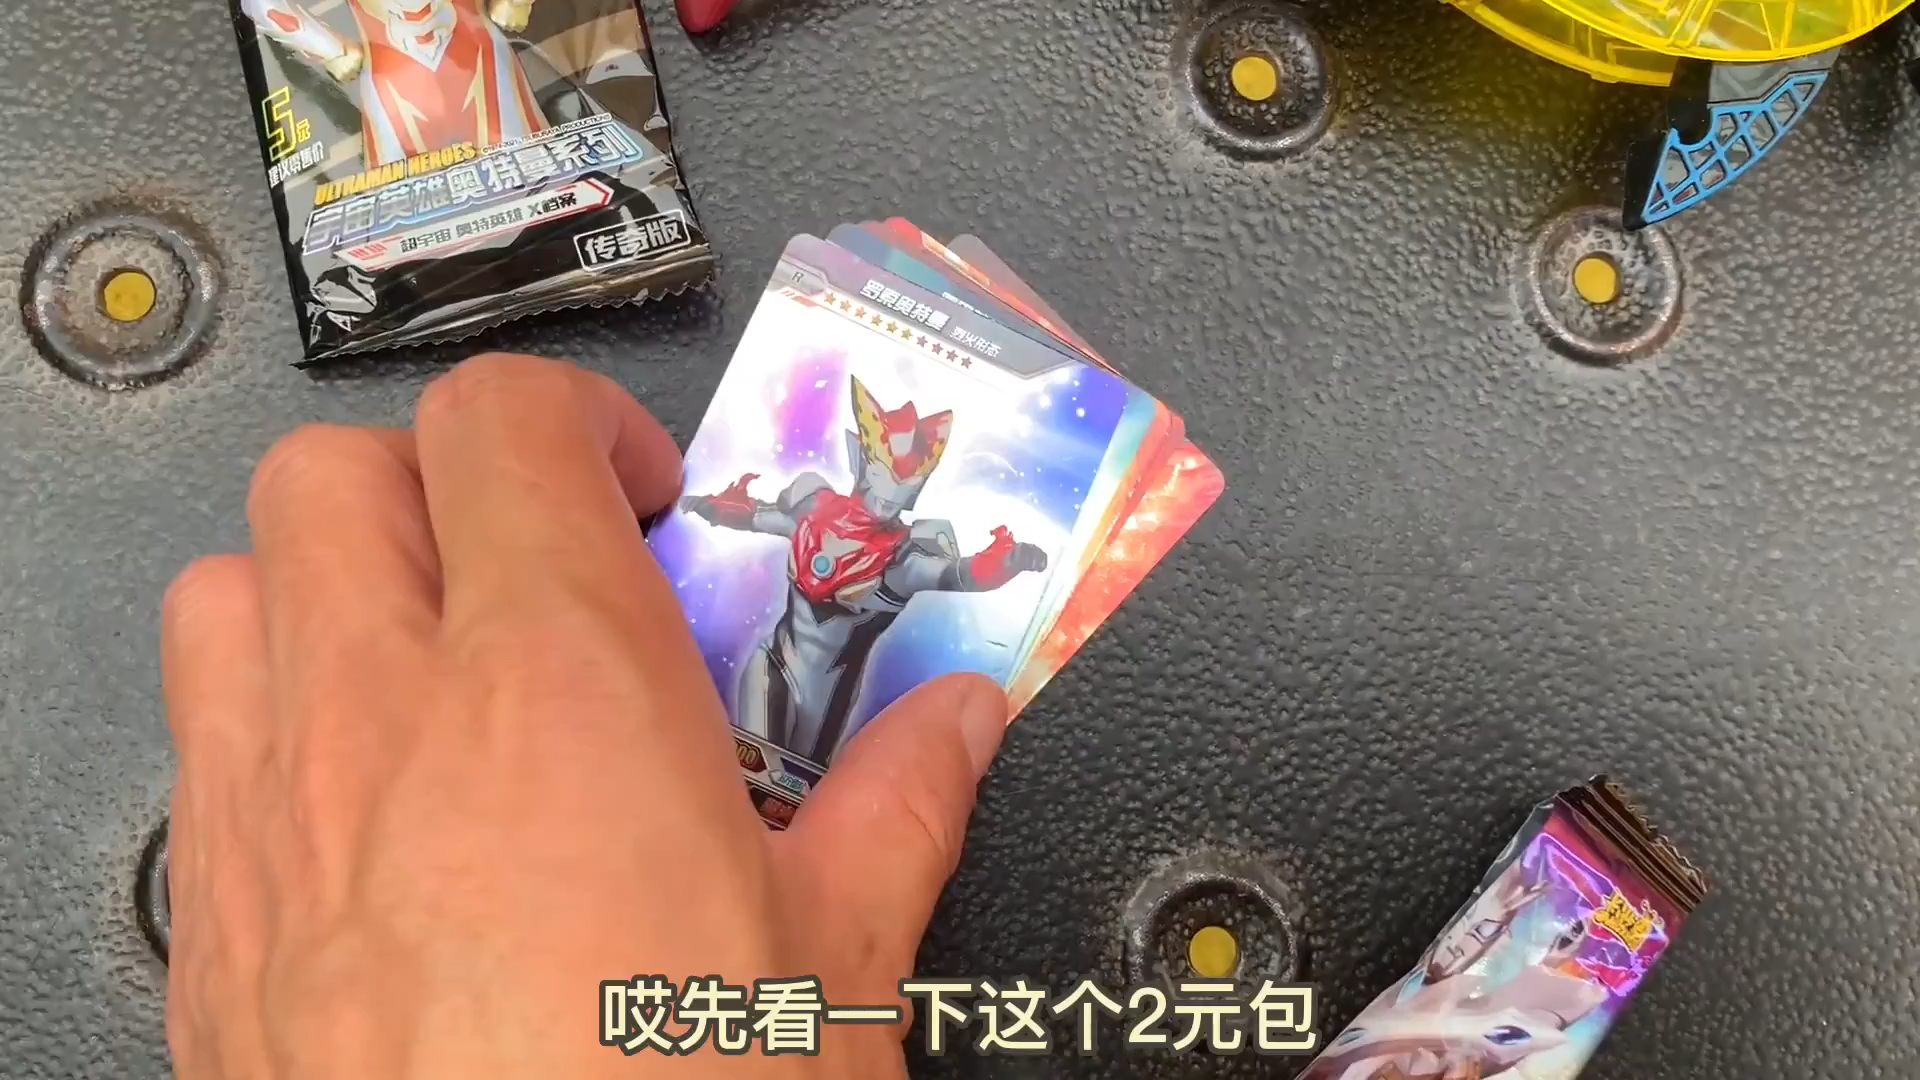 5元
建议零售价
ULTRAMAN HEROES
宇宙英雄奥特曼系列
超宇宙 奥特英雄 X档案
传奇版
R
罗索奥特曼 烈火形态
哎先看一下这个2元包